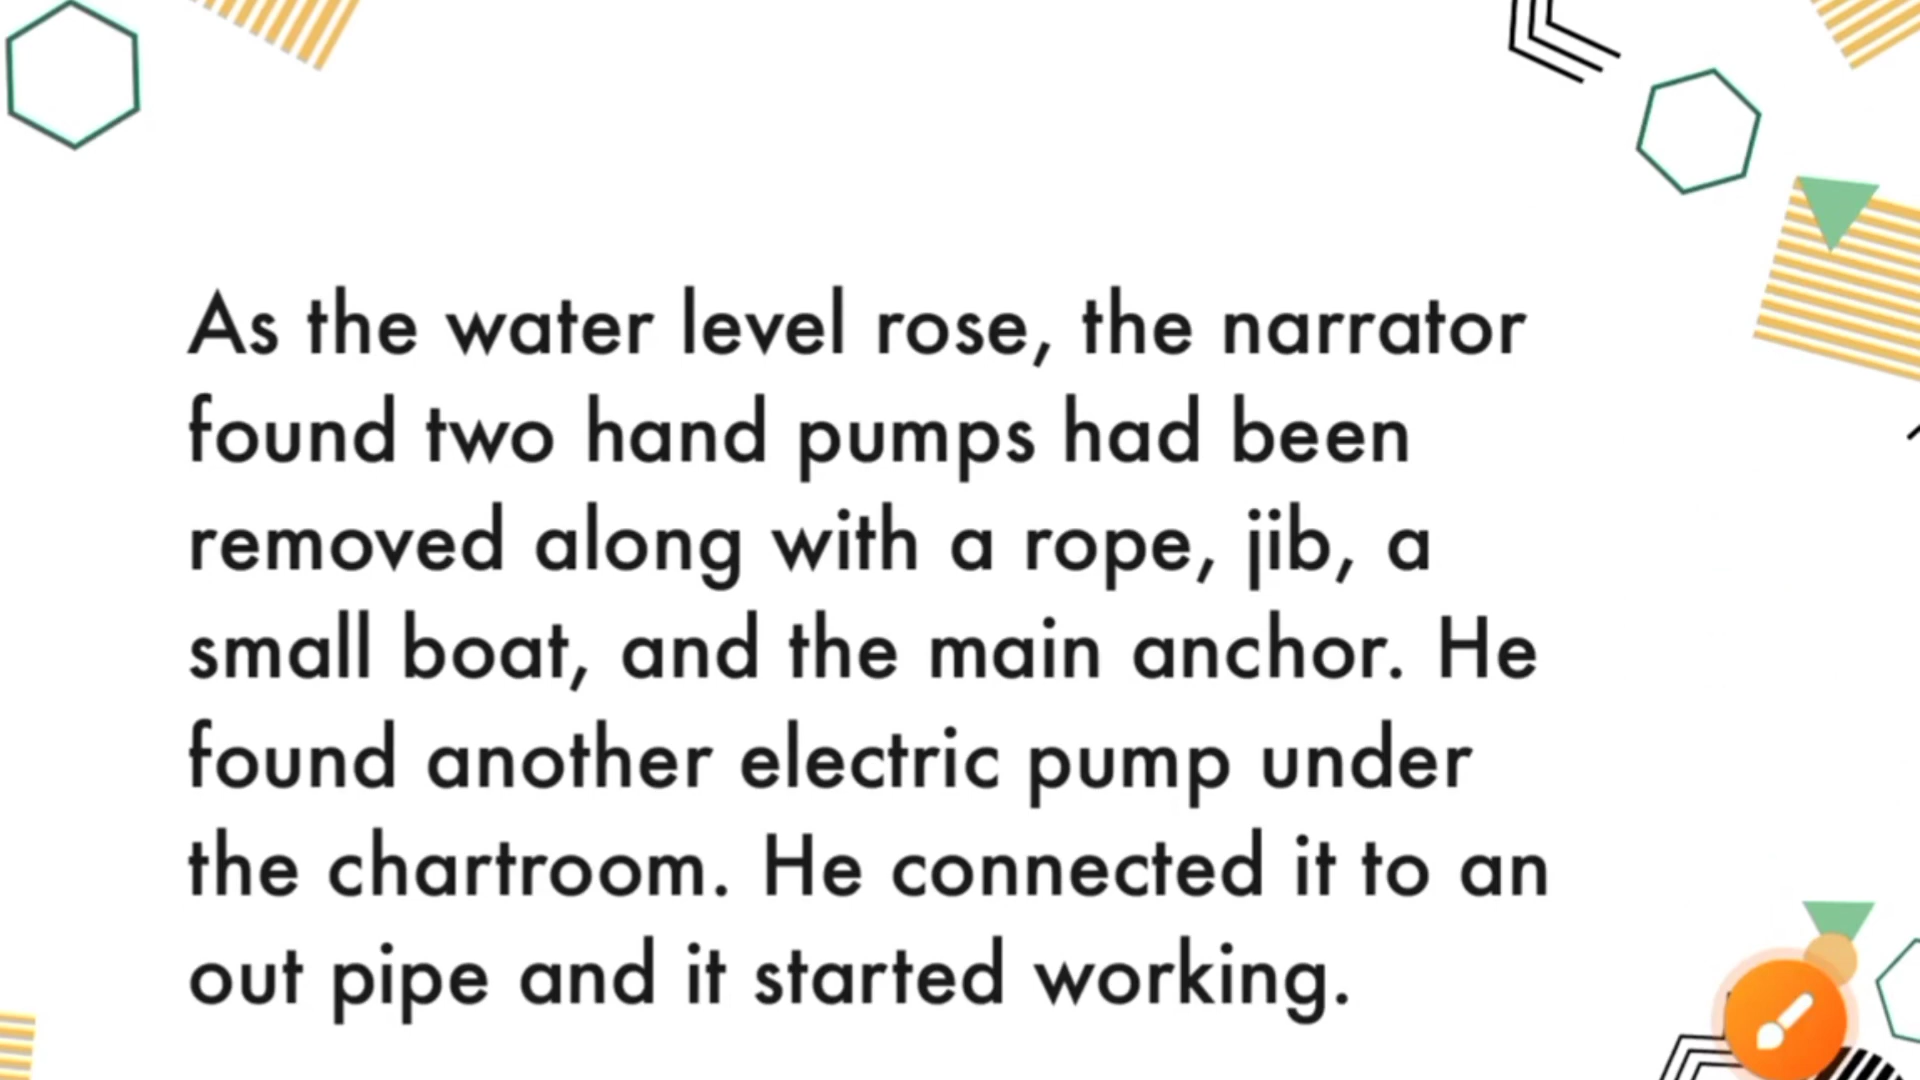 As the water level rose, the narrator
found two hand pumps had been
removed along with a rope, jib, a
small boat, and the main anchor. He
found another electric pump under
the chartroom. He connected it to an
out pipe and it started working.